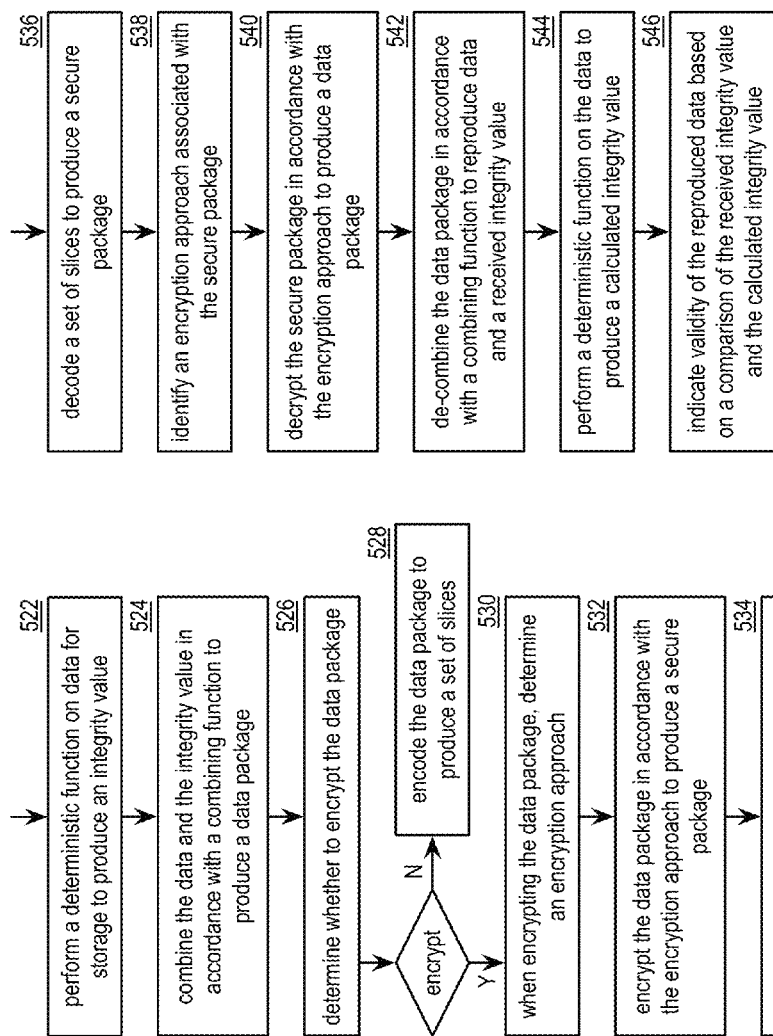 522
perform a deterministic function on data for
storage to produce an integrity value
524
combine the data and the integrity value in
accordance with a combining function to
produce a data package
526
determine whether to encrypt the data package
encrypt
N
Y
528
encode the data package to
produce a set of slices
530
when encrypting the data package, determine
an encryption approach
532
encrypt the data package in accordance with
the encryption approach to produce a secure
package
534
536
decode a set of slices to produce a secure
package
538
identify an encryption approach associated with
the secure package
540
decrypt the secure package in accordance with
the encryption approach to produce a data
package
542
de-combine the data package in accordance
with a combining function to reproduce data
and a received integrity value
544
perform a deterministic function on the data to
produce a calculated integrity value
546
indicate validity of the reproduced data based
on a comparison of the received integrity value
and the calculated integrity value